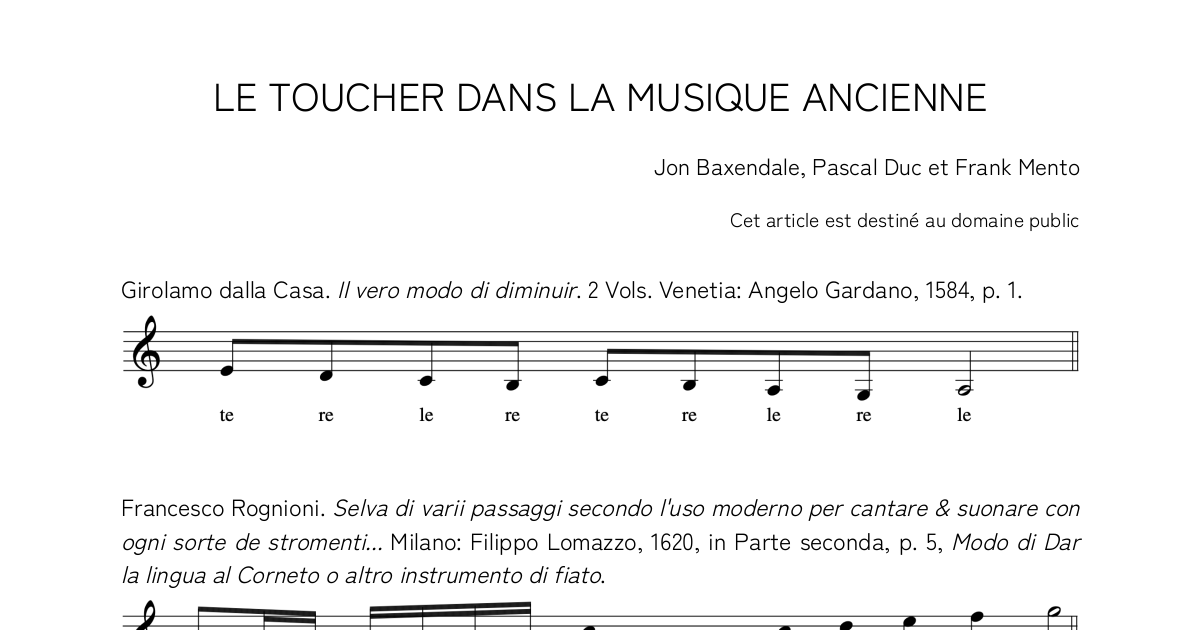 LE TOUCHER DANS LA MUSIQUE ANCIENNE
Jon Baxendale, Pascal Duc et Frank Mento
Cet article est destiné au domaine public
Girolamo dalla Casa. Il vero modo di diminuir. 2 Vols. Venetia: Angelo Gardano, 1584, p. 1.
te re le re te re le re le
Francesco Rognioni. Selva di varii passaggi secondo l'uso moderno per cantare & suonare con
ogni sorte de stromenti... Milano: Filippo Lomazzo, 1620, in Parte seconda, p. 5, Modo di Dar
la lingua al Corneto o altro instrumento di fiato.